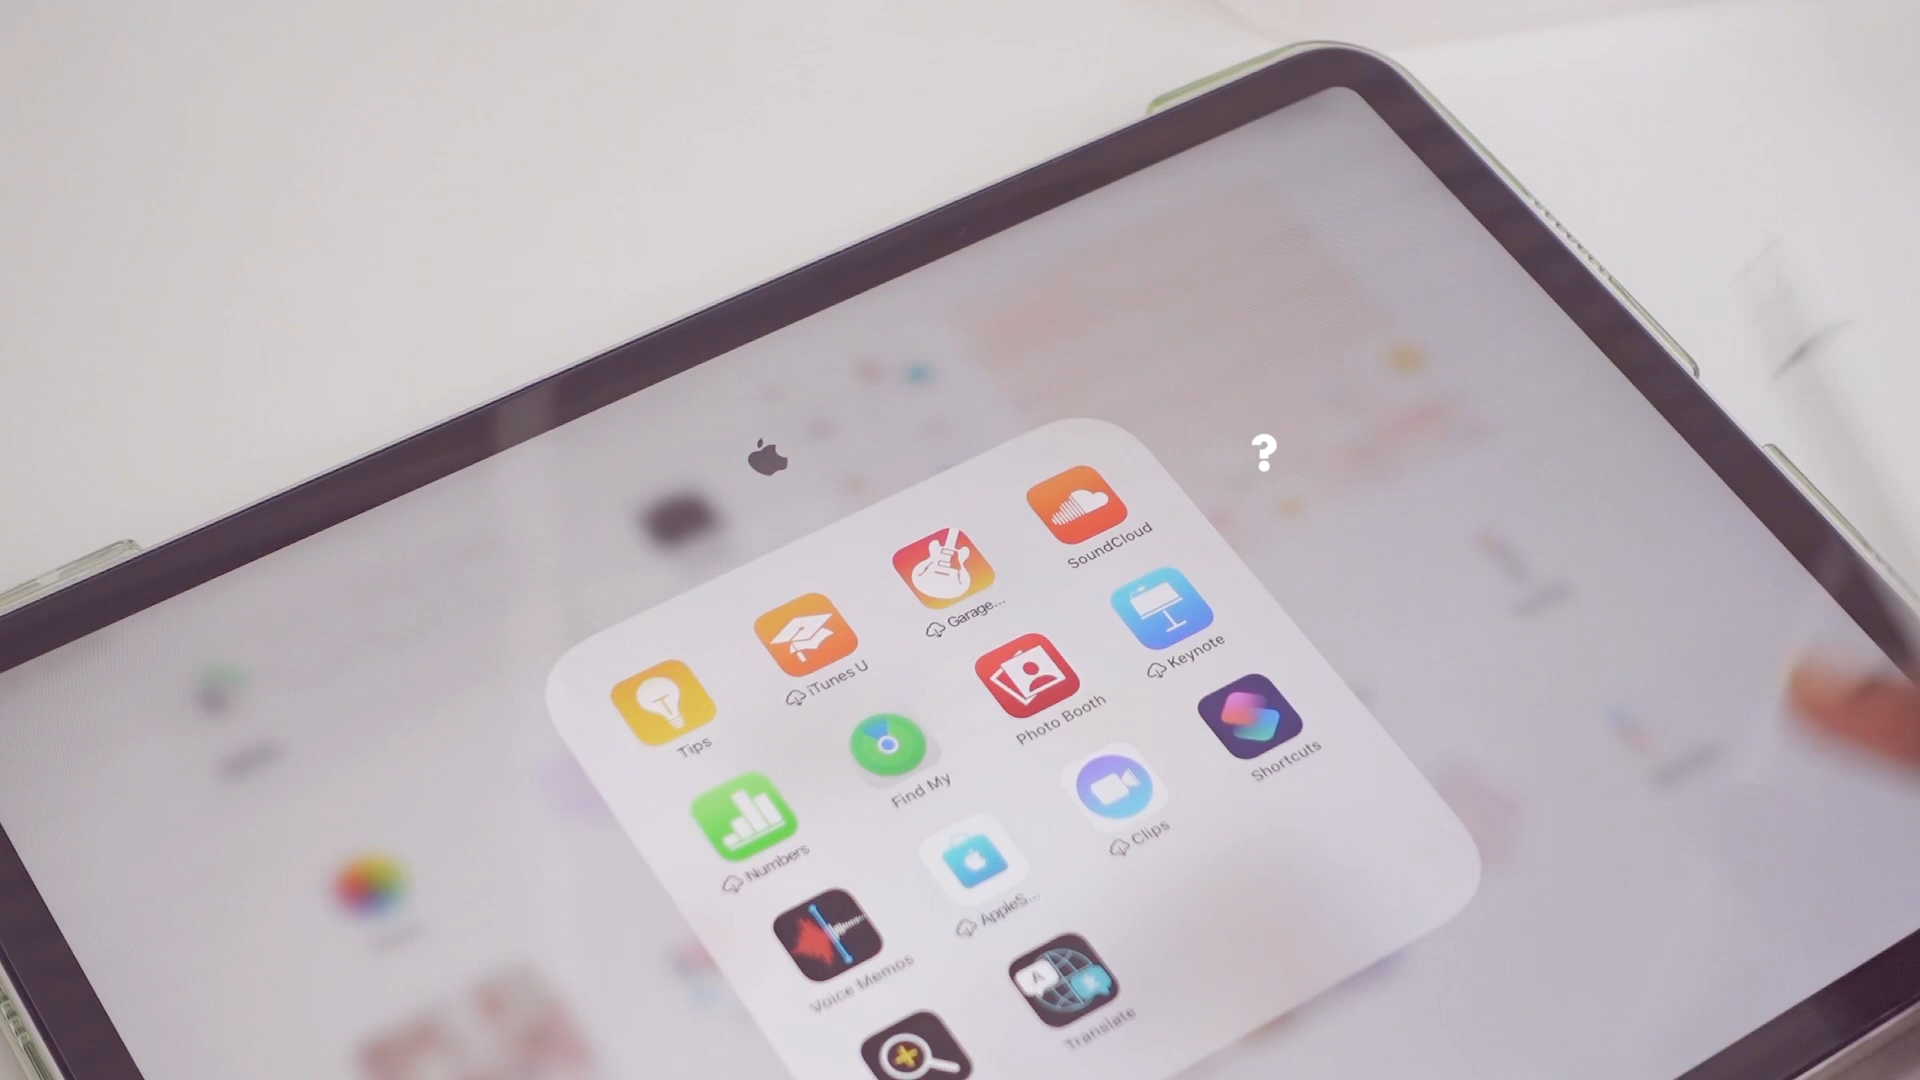 ?
SoundCloud
Garage...
iTunes U
Tips
Keynote
Photo Booth
Find My
Numbers
Shortcuts
Clips
AppleS...
Voice Memos
Translate
A